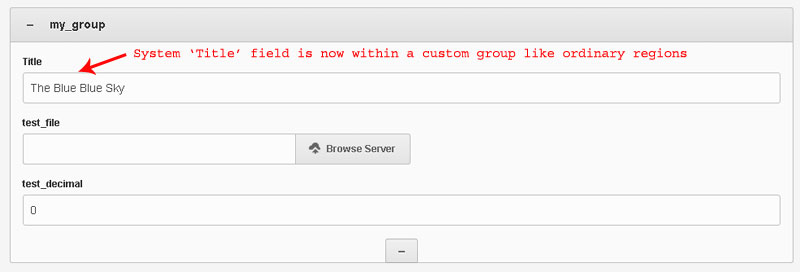 – my_group
System ‘Title’ field is now within a custom group like ordinary regions
Title
The Blue Blue Sky
test_file
Browse Server
test_decimal
0
–